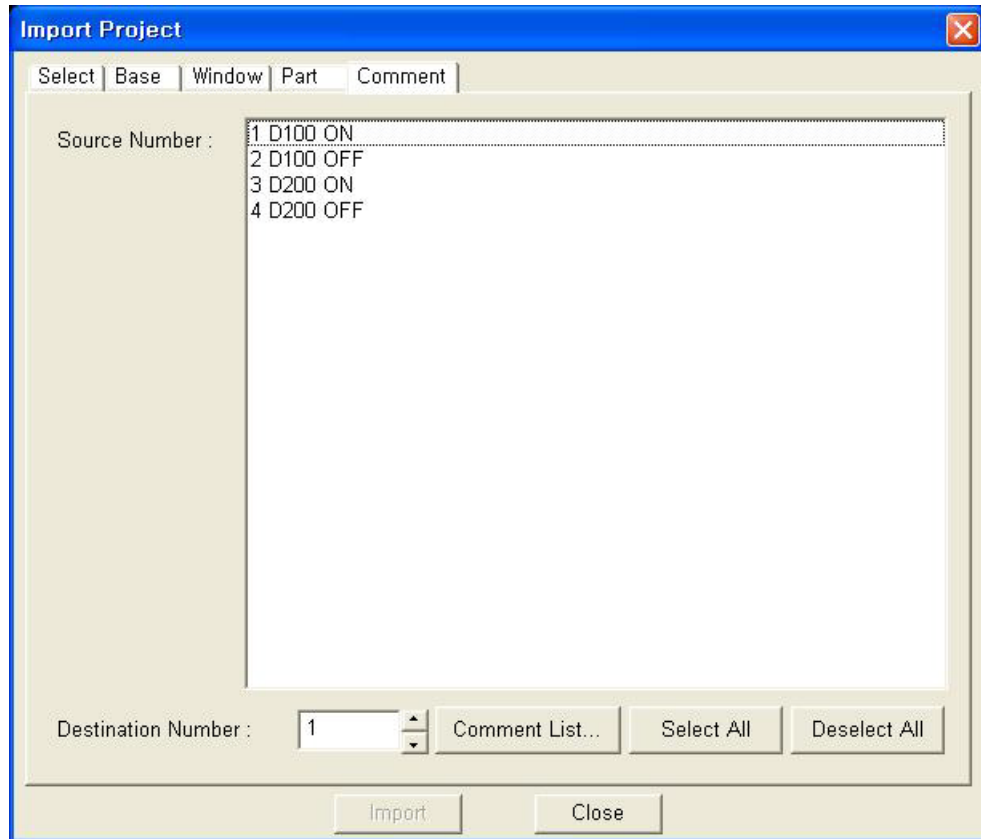 Import Project
Select Base Window Part Comment
Source Number :
1 D100 ON
2 D100 OFF
3 D200 ON
4 D200 OFF
Destination Number : 1 Comment List... Select All Deselect All
Import Close